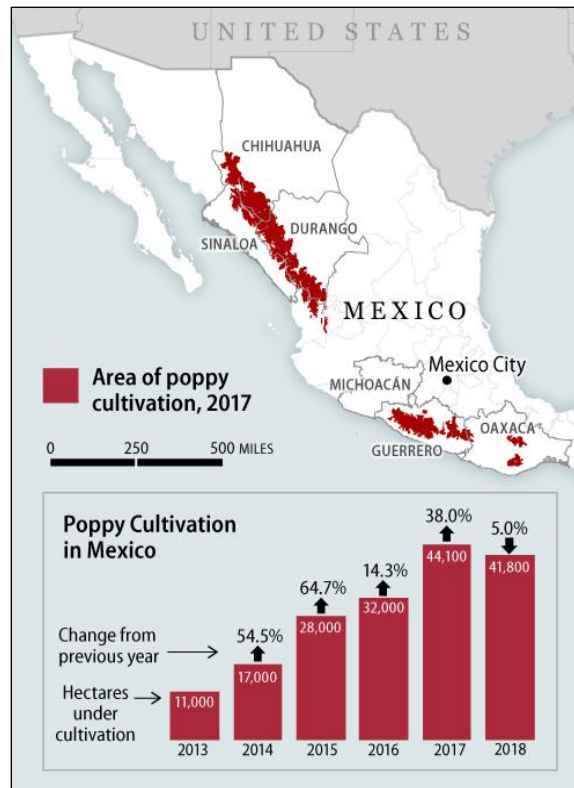 UNITED STATES
CHIHUAHUA
DURANGO
SINALOA
MEXICO
Mexico City
MICHOACÁN
OAXACA
GUERRERO
Area of poppy
cultivation, 2017
0 250 500 MILES
Poppy Cultivation
in Mexico
Change from
previous year
Hectares
under
cultivation
54.5%
64.7%
14.3%
38.0%
5.0%
11,000
17,000
28,000
32,000
44,100
41,800
2013 2014 2015 2016 2017 2018